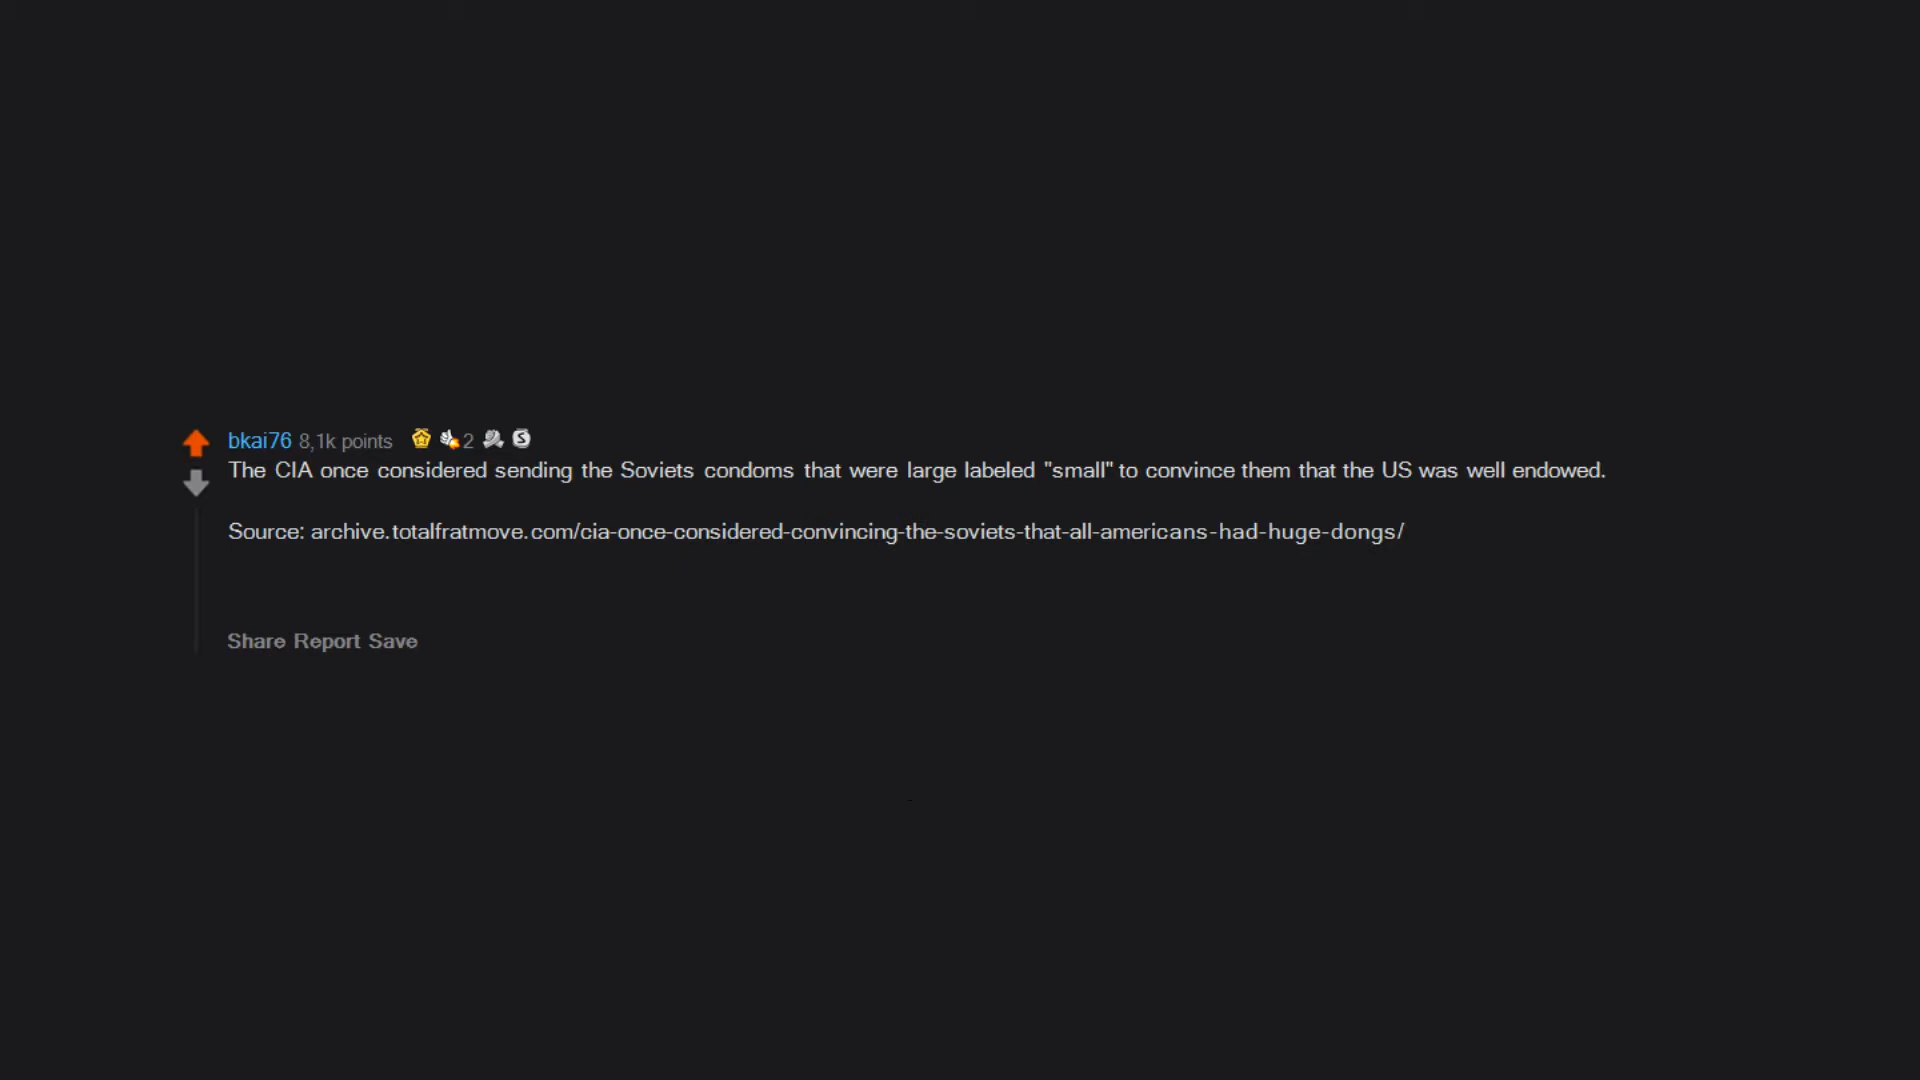 bkai76 8,1k points 2
The CIA once considered sending the Soviets condoms that were large labeled "small" to convince them that the US was well endowed.
Source: archive.totalfratmove.com/cia-once-considered-convincing-the-soviets-that-all-americans-had-huge-dongs/
Share Report Save